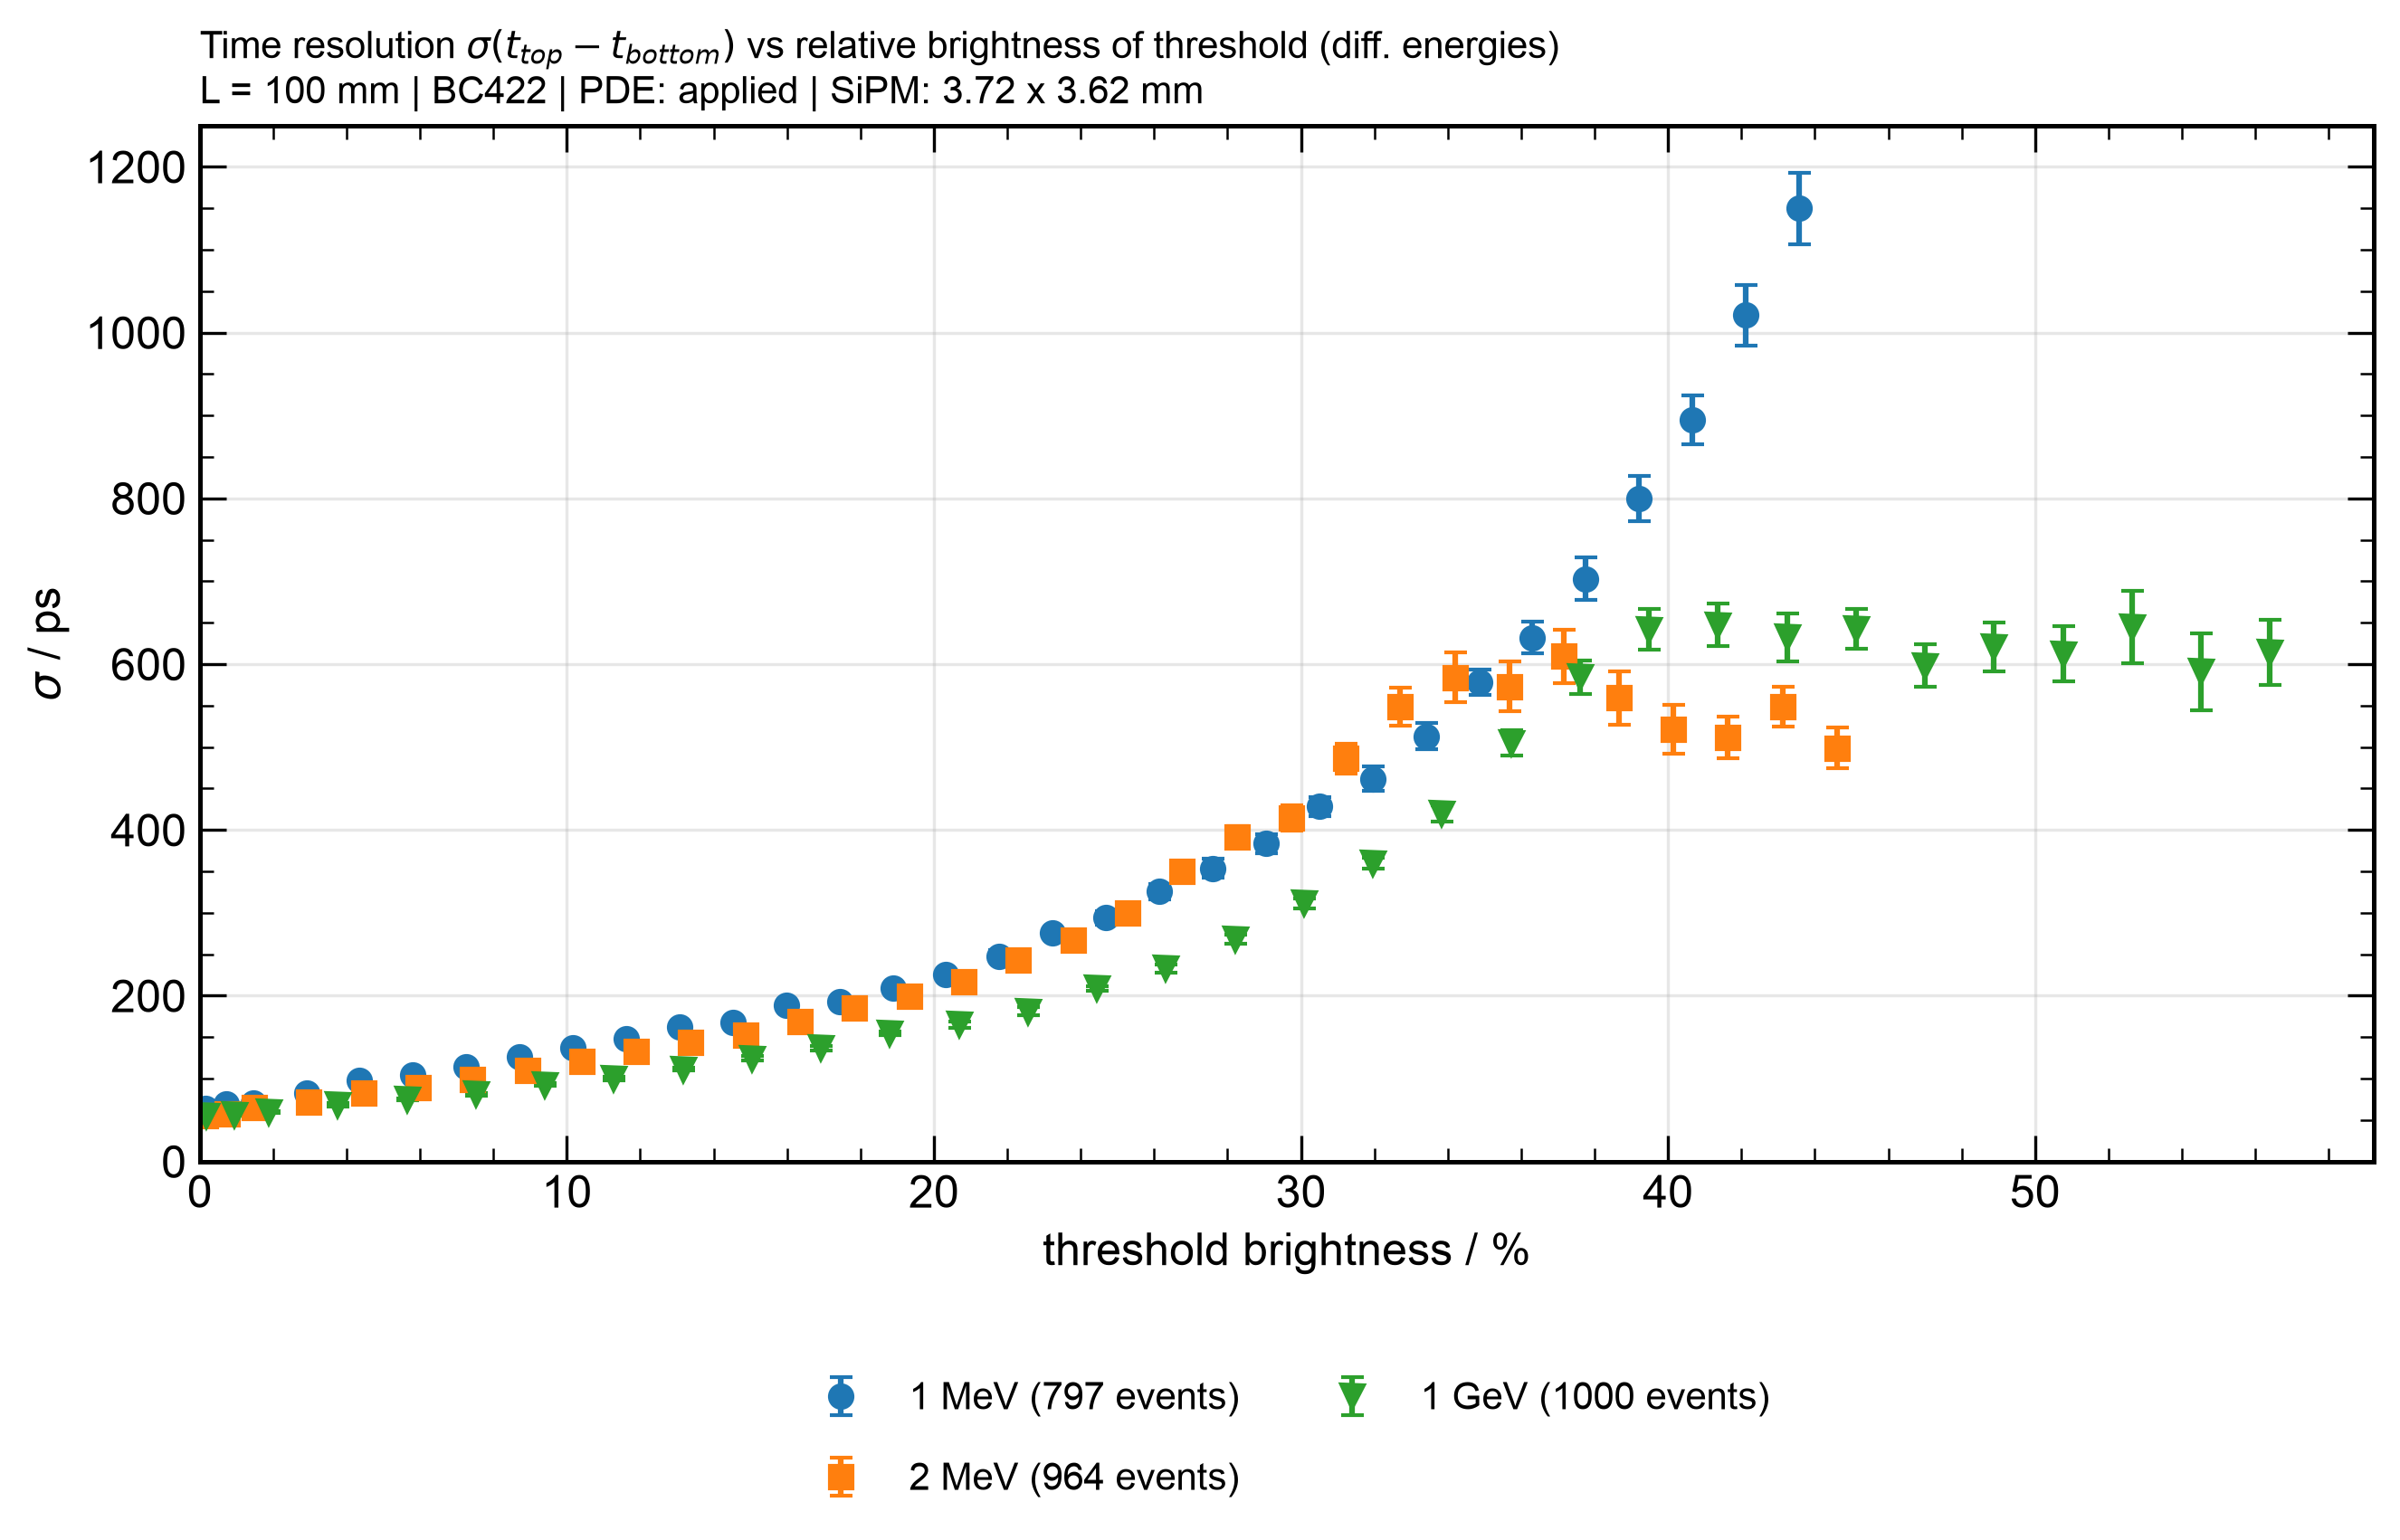 Time resolution σ(t_top − t_bottom) vs relative brightness of threshold (diff. energies)
L = 100 mm | BC422 | PDE: applied | SiPM: 3.72 x 3.62 mm
1200
1000
800
600
400
200
0
σ / ps
0 10 20 30 40 50
threshold brightness / %
1 MeV (797 events)
2 MeV (964 events)
1 GeV (1000 events)